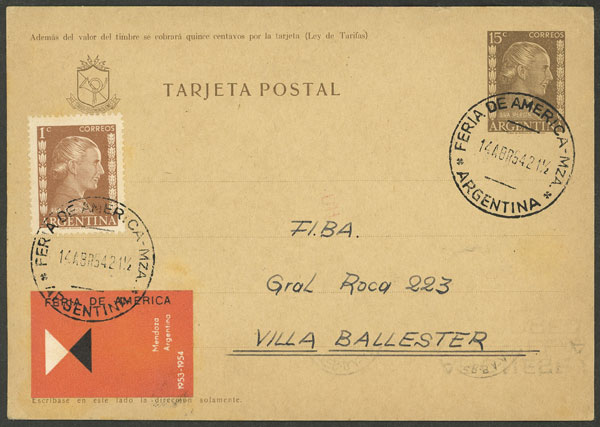 Además del valor del timbre se cobrará quince centavos por la tarjeta (Ley de Tarifas)
TARJETA POSTAL
15c CORREOS
EVA PERON
ARGENTINA
FERIA DE AMERICA-MZA.
14ABR54 21½
* ARGENTINA *
1c
CORREOS
ARGENTINA
FERIA DE AMERICA-MZA.
14ABR54 21½
* ARGENTINA *
FERIA DE AMERICA
Mendoza
Argentina
1953-1954
F.I.B.A.
Gral Roca 223
VILLA BALLESTER
Escríbase en este lado la dirección solamente.